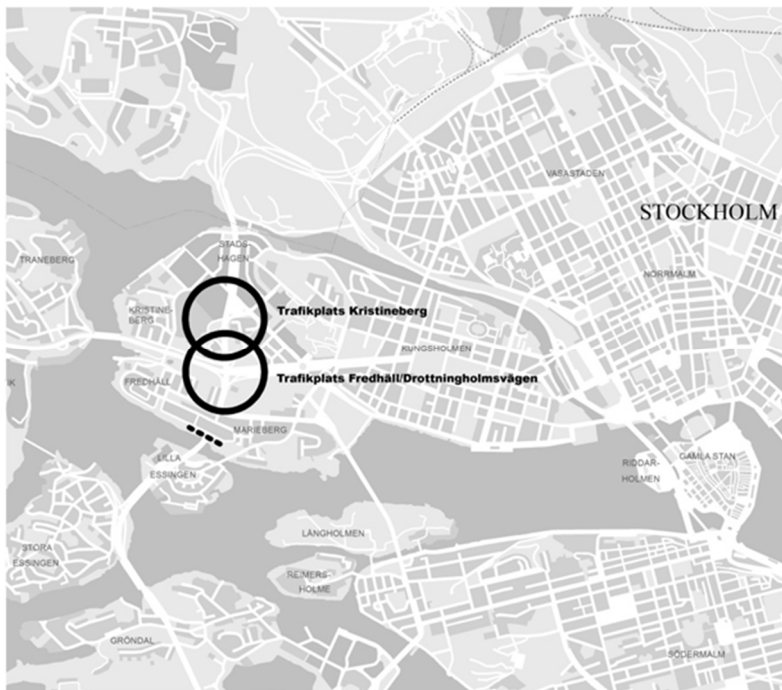 VASASTADEN
STOCKHOLM
STADS-
HAGEN
TRANEBERG
NORRMALM
KRISTINE-
BERG
Trafikplats Kristineberg
KUNGSHOLMEN
FREDHÄLL
Trafikplats Fredhäll/Drottningholmsvägen
MARIEBERG
LILLA
ESSINGEN
RIDDAR-
HOLMEN
GAMLA STAN
LÅNGHOLMEN
STORA
ESSINGEN
REIMERS-
HOLME
GRÖNDAL
SÖDERMALM